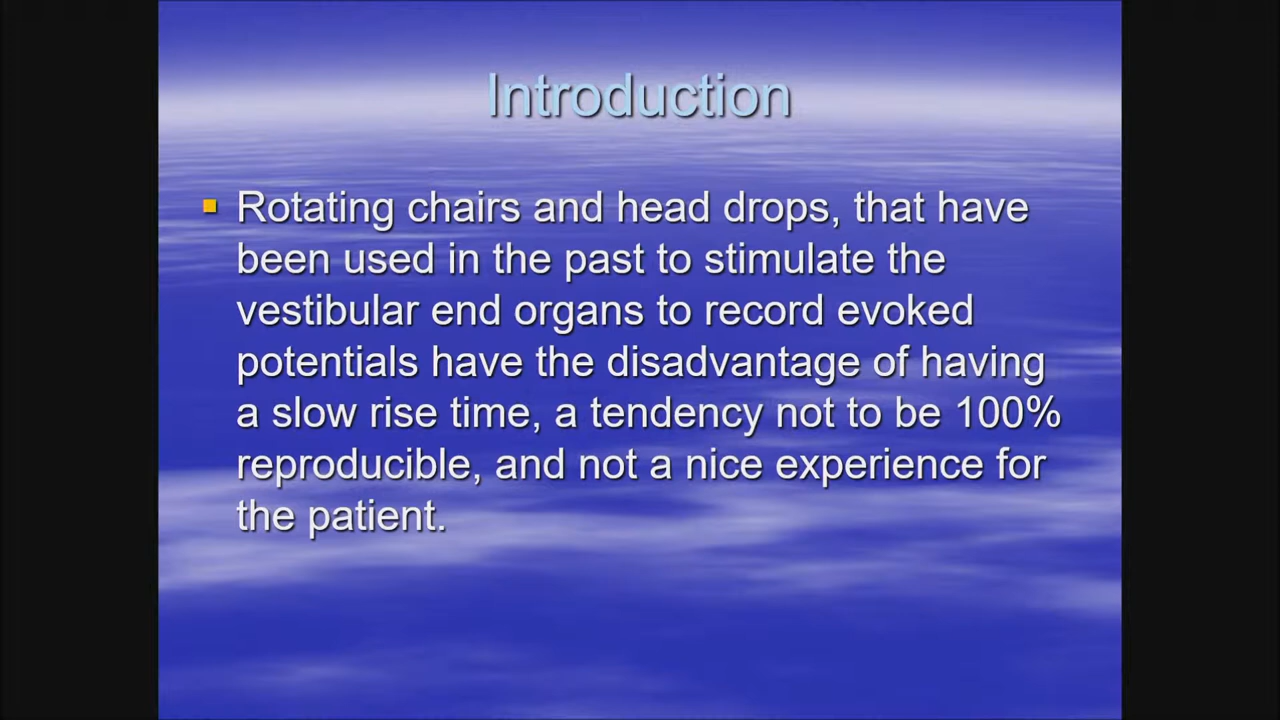 Introduction
Rotating chairs and head drops, that have
been used in the past to stimulate the
vestibular end organs to record evoked
potentials have the disadvantage of having
a slow rise time, a tendency not to be 100%
reproducible, and not a nice experience for
the patient.